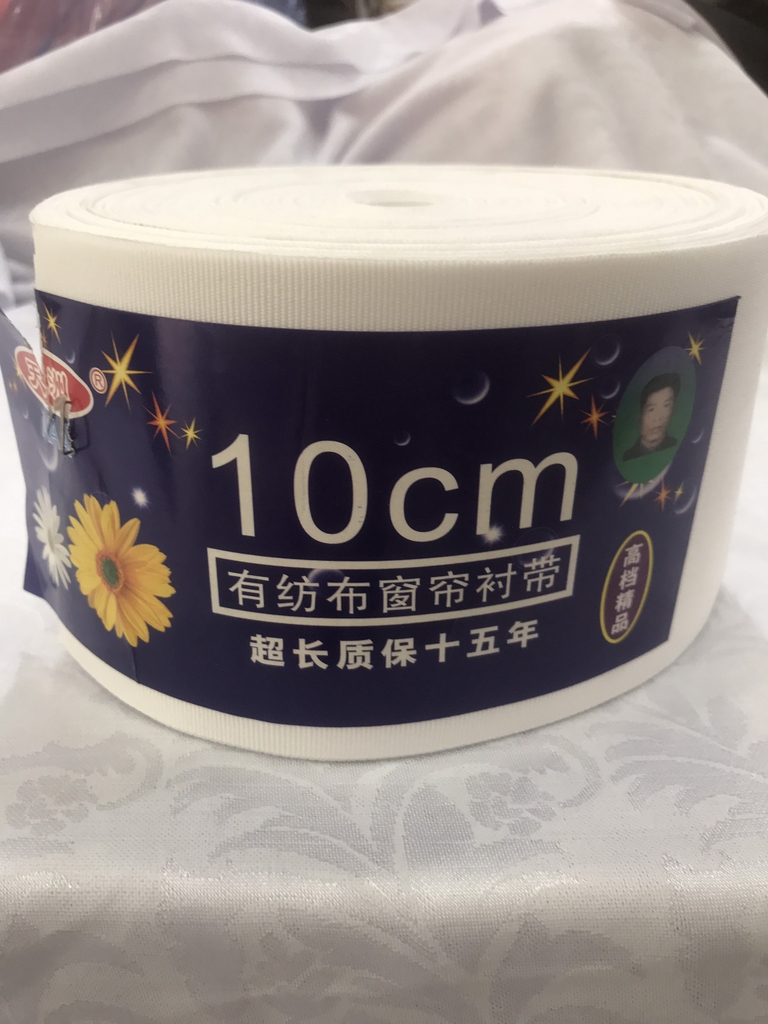 ®
10cm
有纺布窗帘衬带
超长质保十五年
高档精品